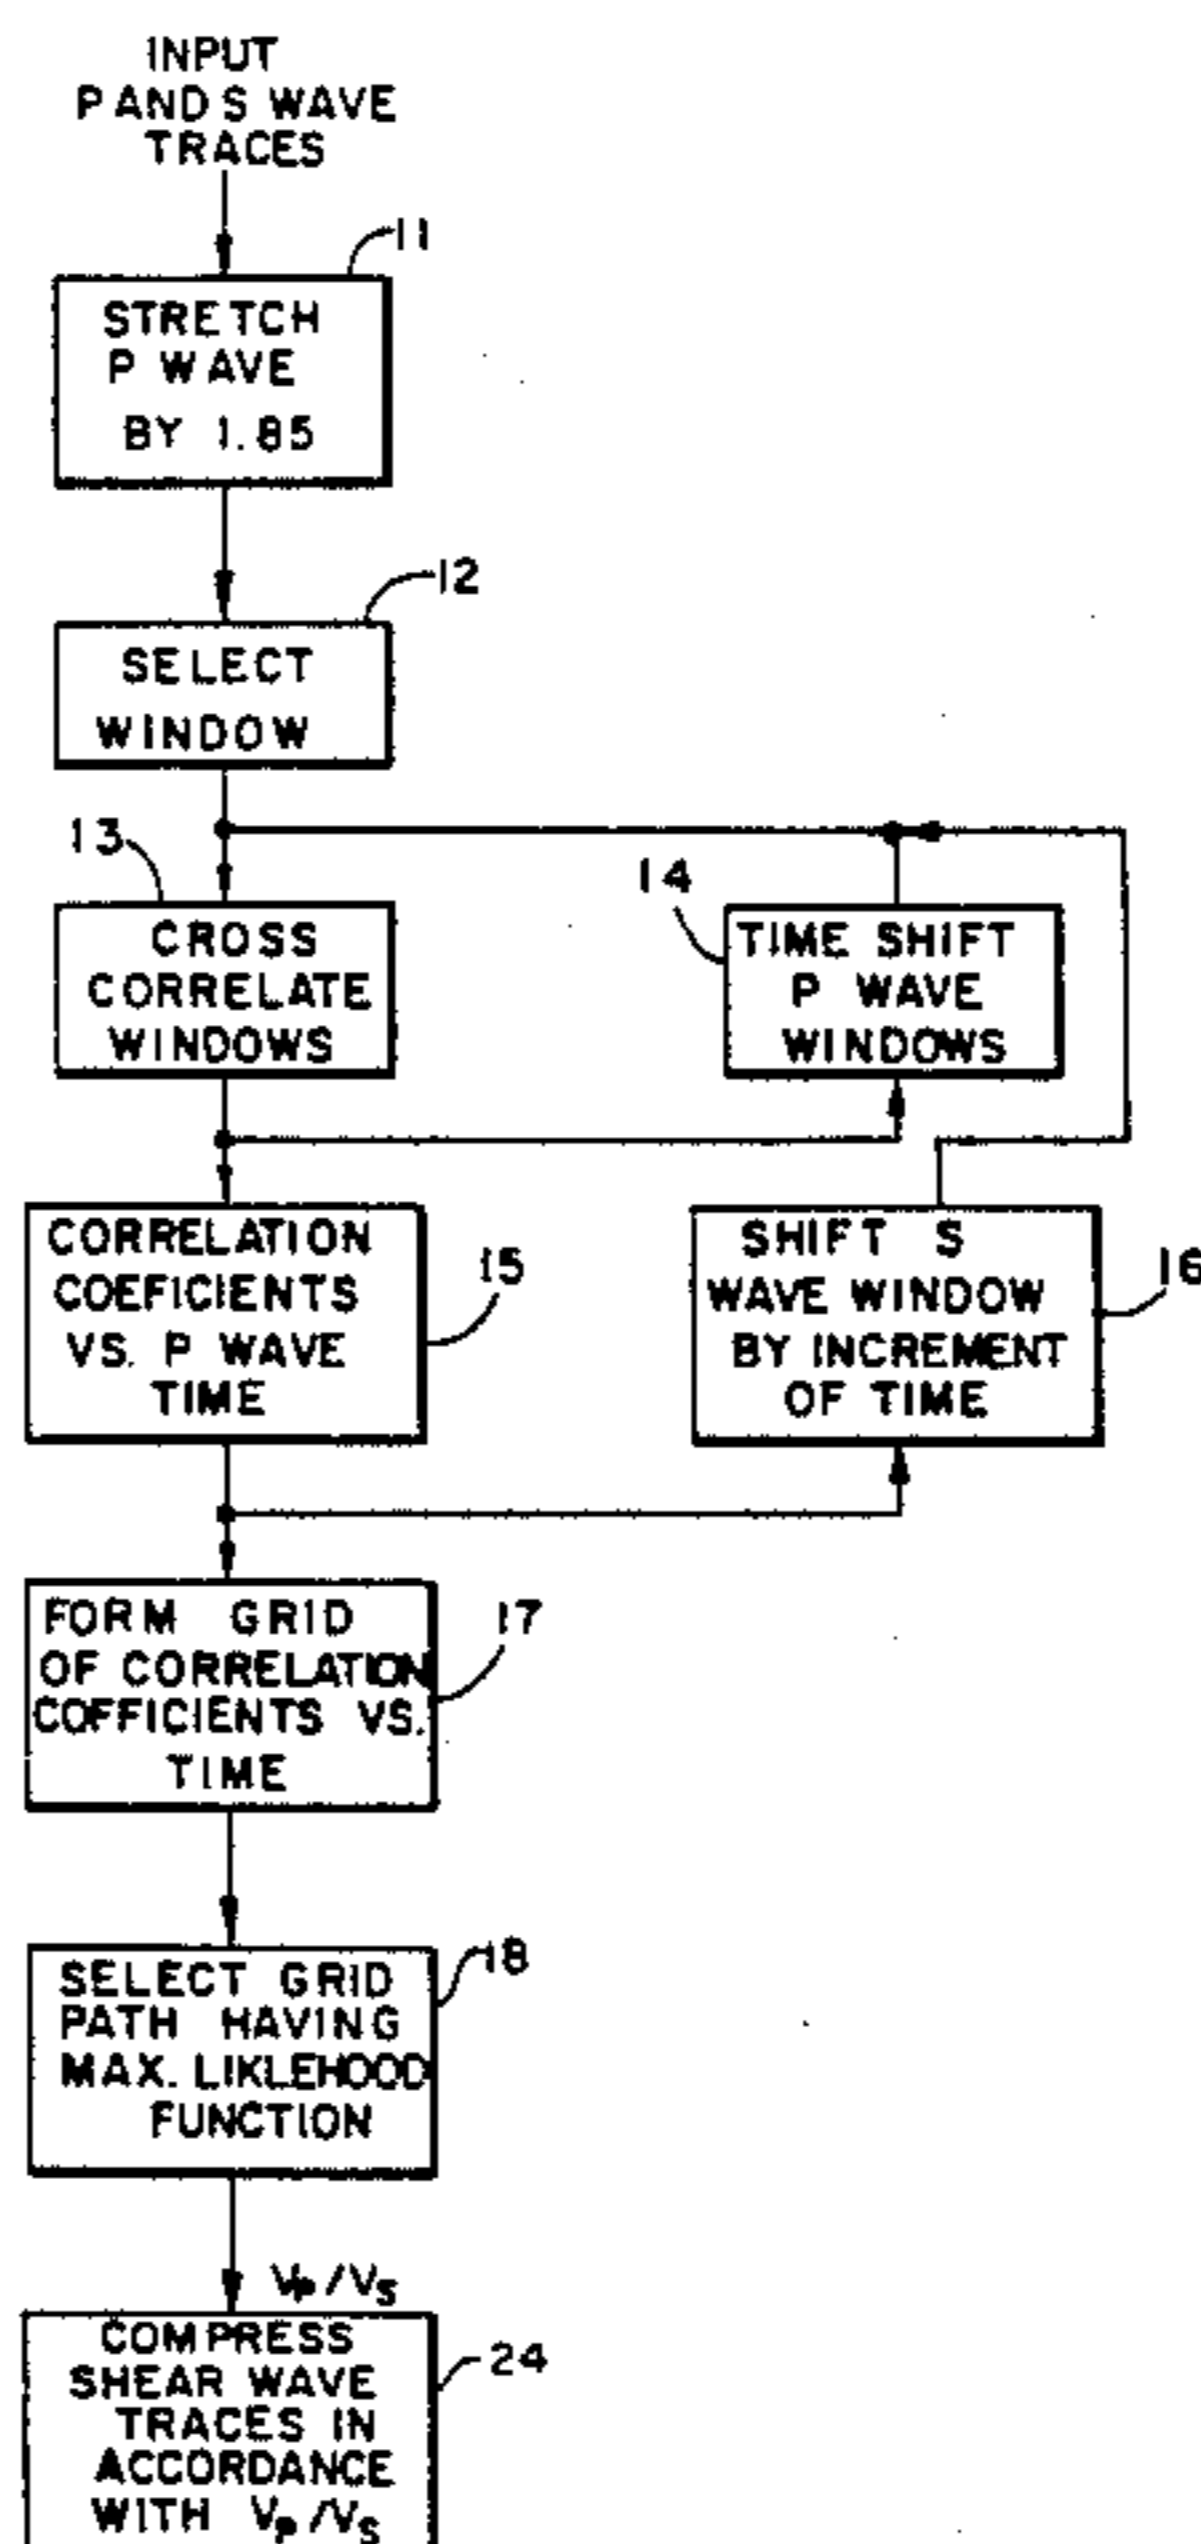 INPUT
P AND S WAVE
TRACES
11
STRETCH
P WAVE
BY 1.85
12
SELECT
WINDOW
13
CROSS
CORRELATE
WINDOWS
14
TIME SHIFT
P WAVE
WINDOWS
CORRELATION
COEFICIENTS
VS. P WAVE
TIME
15
SHIFT S
WAVE WINDOW
BY INCREMENT
OF TIME
16
FORM GRID
OF CORRELATION
COFFICIENTS VS.
TIME
17
SELECT GRID
PATH HAVING
MAX. LIKLEHOOD
FUNCTION
18
Vp/Vs
COMPRESS
SHEAR WAVE
TRACES IN
ACCORDANCE
WITH Vp/Vs
24